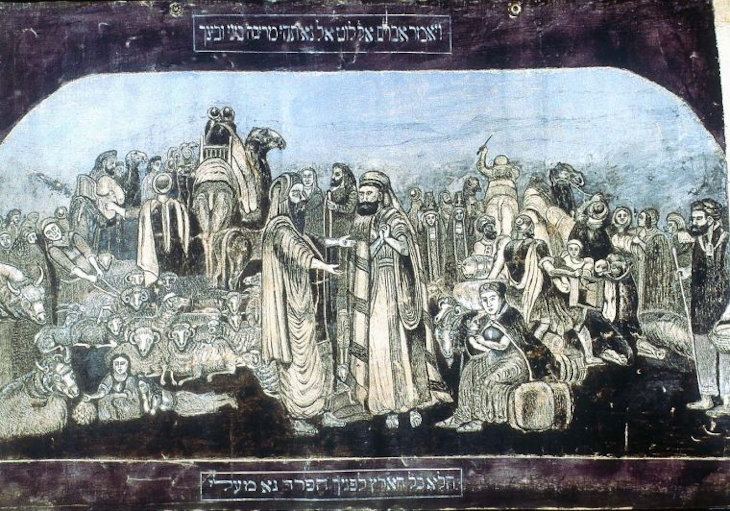 ויאמר אברם אל לוט אל נא תהי מריבה ביני ובינך
הלא כל הארץ לפניך הפרד נא מעלי